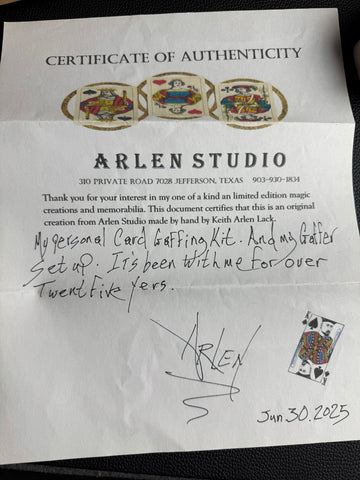 CERTIFICATE OF AUTHENTICITY
ARLEN STUDIO
310 PRIVATE ROAD 7028 JEFFERSON, TEXAS 903-930-1834
Thank you for your interest in my one of a kind an limited edition magic
creations and memorabilia. This document certifies that this is an original
creation from Arlen Studio made by hand by Keith Arlen Lack.
My personal Card Gaffing Kit. And my Gaffer
Set up. It's been with me for over
Twent five Yers.
ARLEN
K
Jun 30. 2025